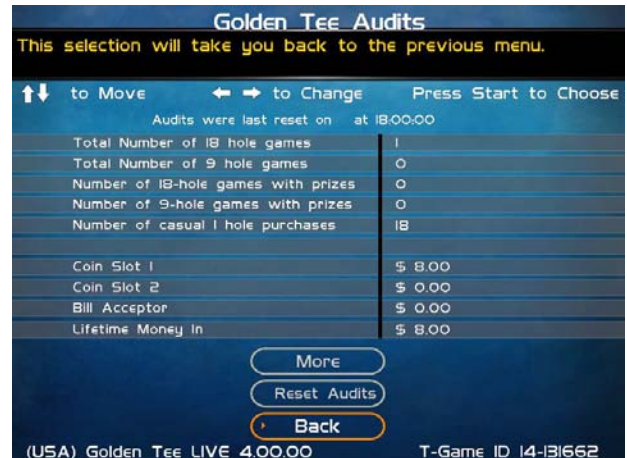 Golden Tee Audits
This selection will take you back to the previous menu.
to Move to Change Press Start to Choose
Audits were last reset on at 18:00:00
Total Number of 18 hole games 1
Total Number of 9 hole games 0
Number of 18-hole games with prizes 0
Number of 9-hole games with prizes 0
Number of casual 1 hole purchases 18
Coin Slot 1 $ 8.00
Coin Slot 2 $ 0.00
Bill Acceptor $ 0.00
Lifetime Money In $ 8.00
More
Reset Audits
Back
(USA) Golden Tee LIVE 4.00.00 T-Game ID 14-131662